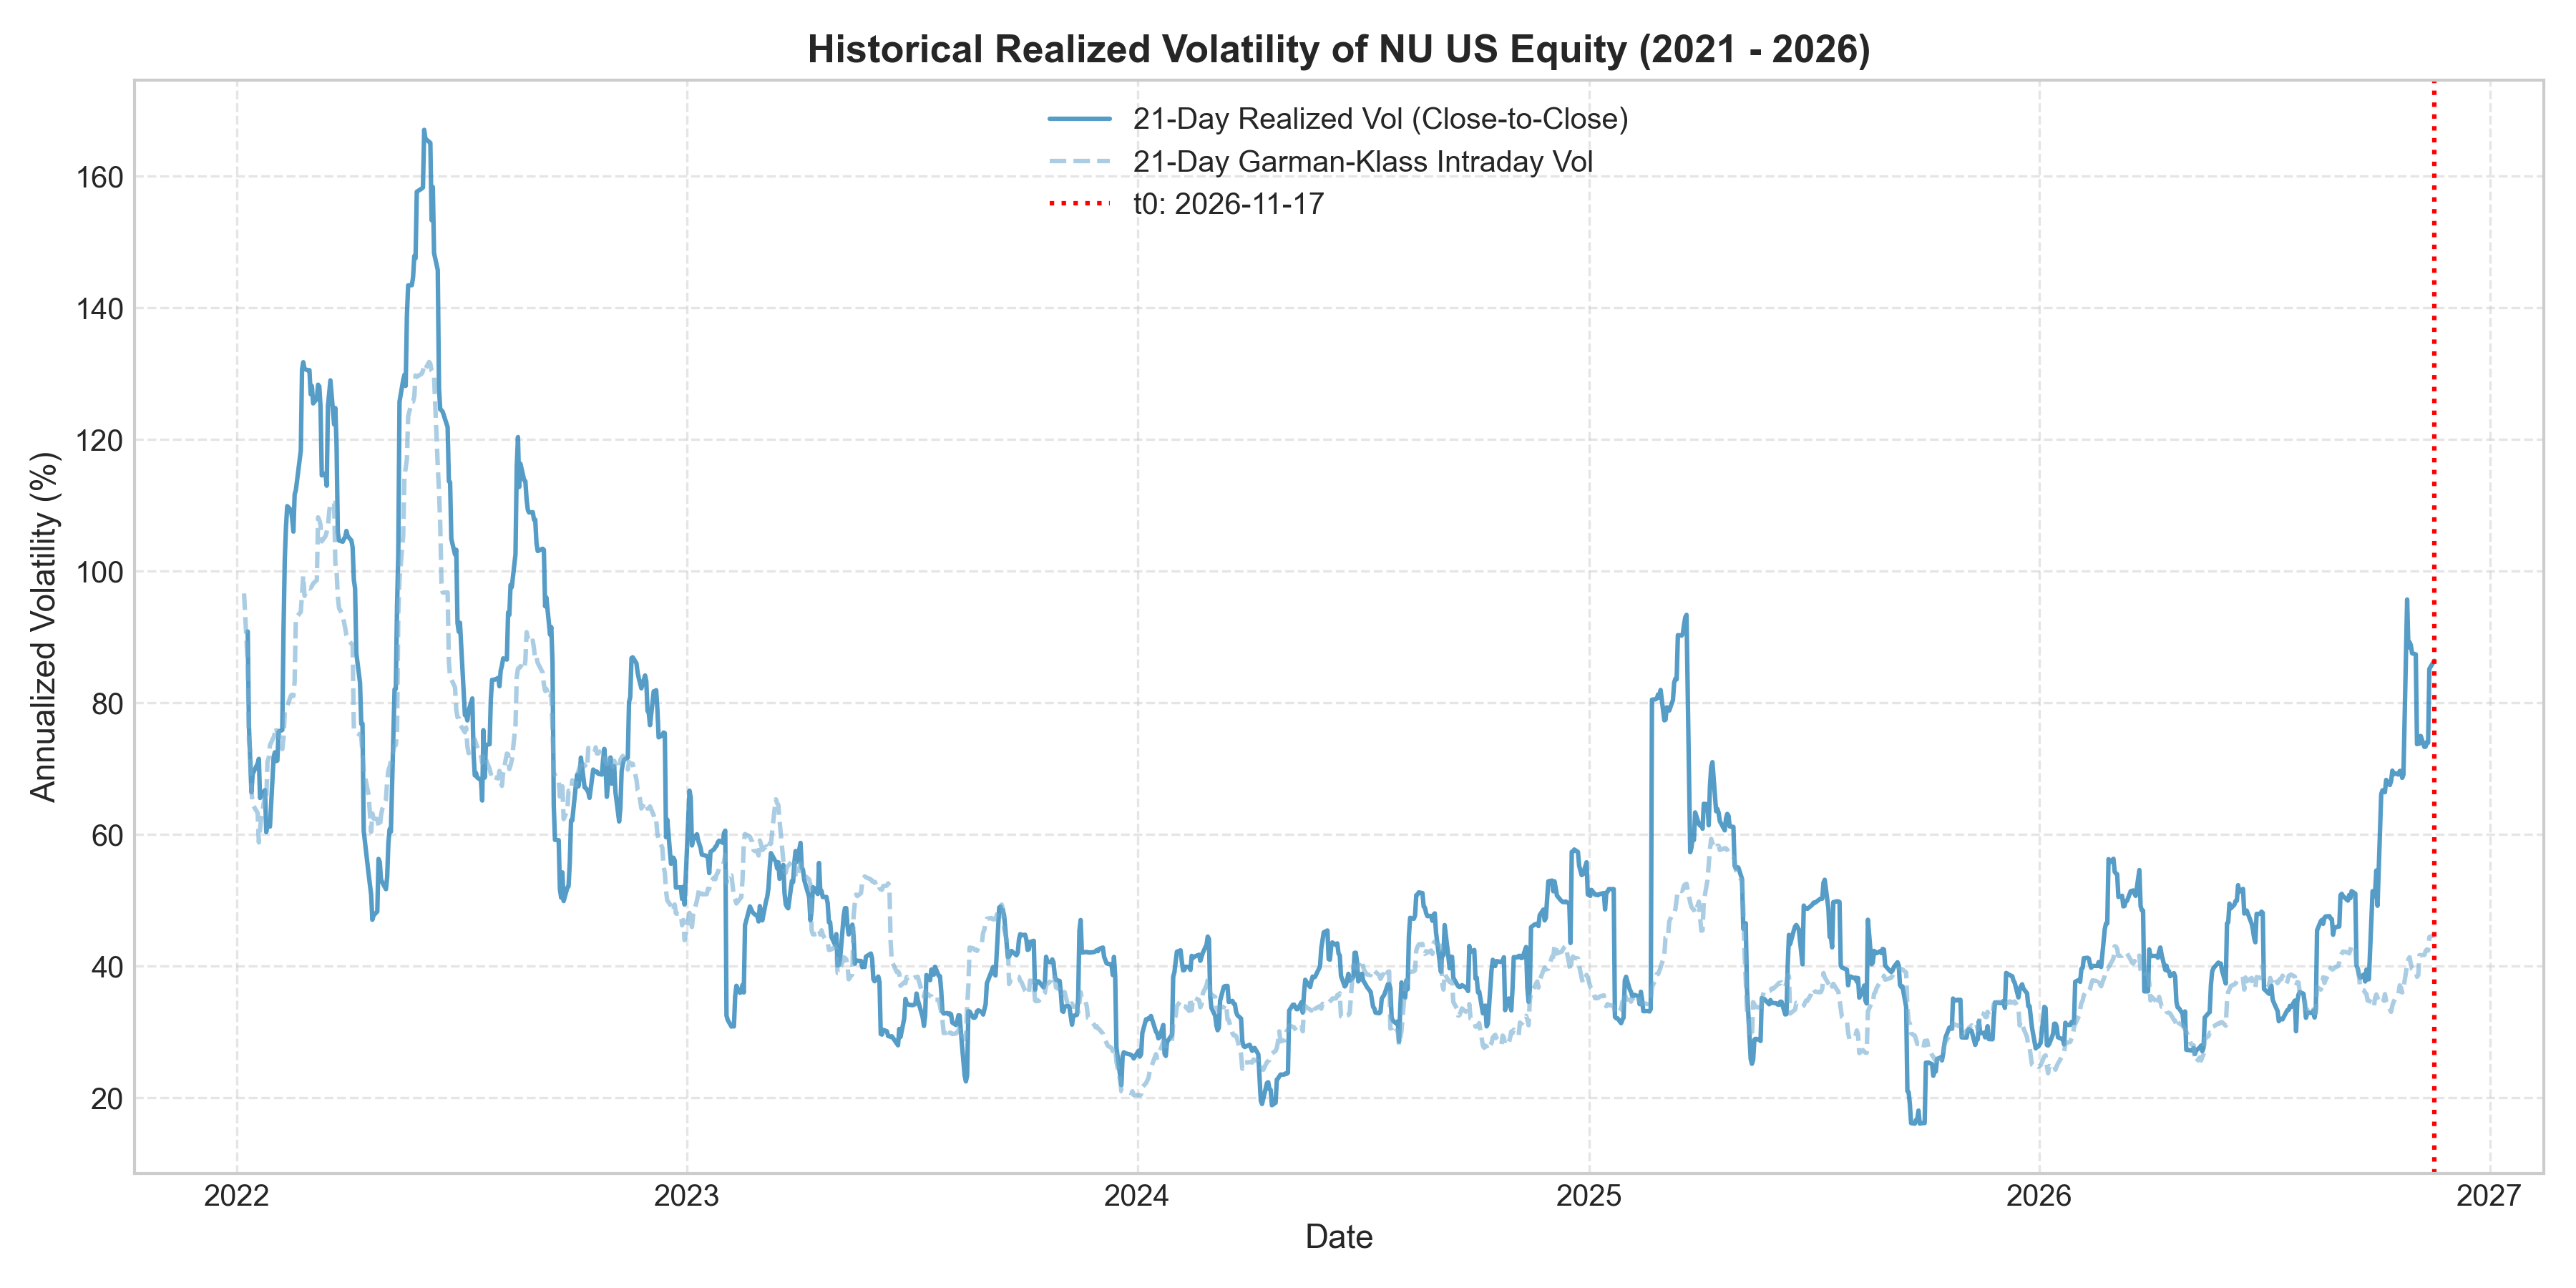 Historical Realized Volatility of NU US Equity (2021 - 2026)
21-Day Realized Vol (Close-to-Close)
21-Day Garman-Klass Intraday Vol
t0: 2026-11-17
Annualized Volatility (%)
160
140
120
100
80
60
40
20
2022
2023
2024
2025
2026
2027
Date